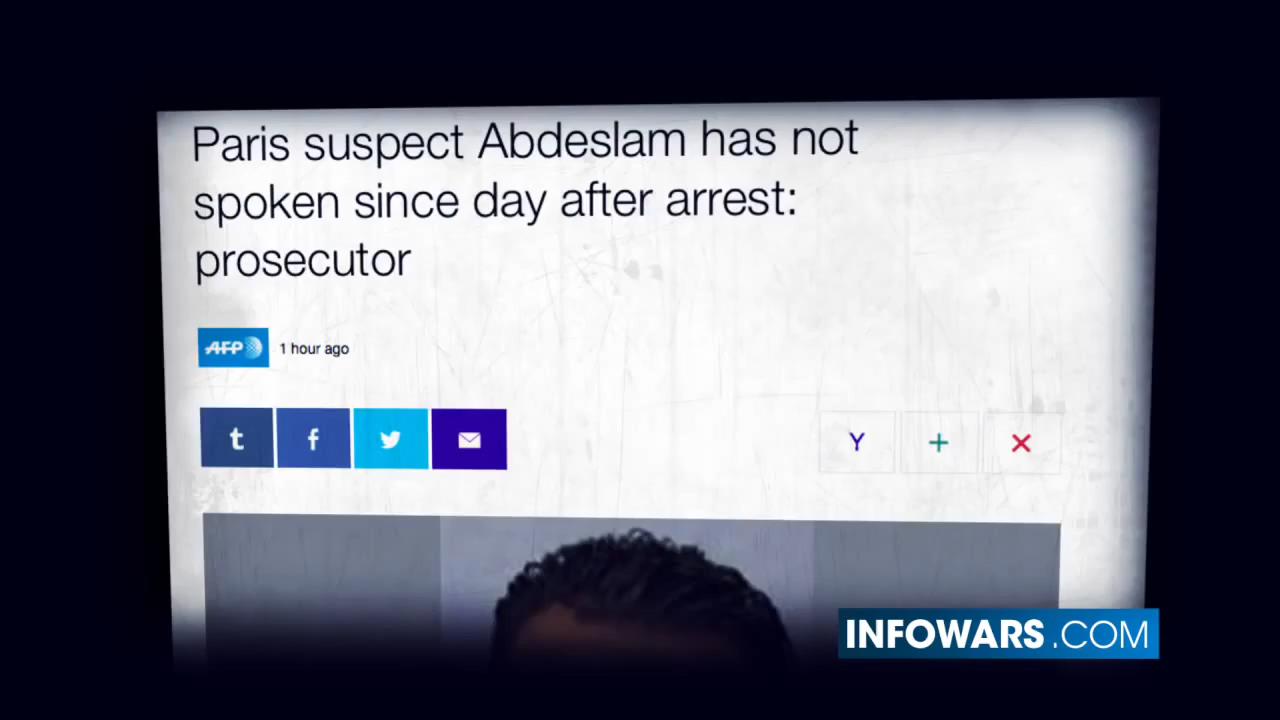 Paris suspect Abdeslam has not
spoken since day after arrest:
prosecutor
AFP 1 hour ago
t f Y + ×
INFOWARS.COM